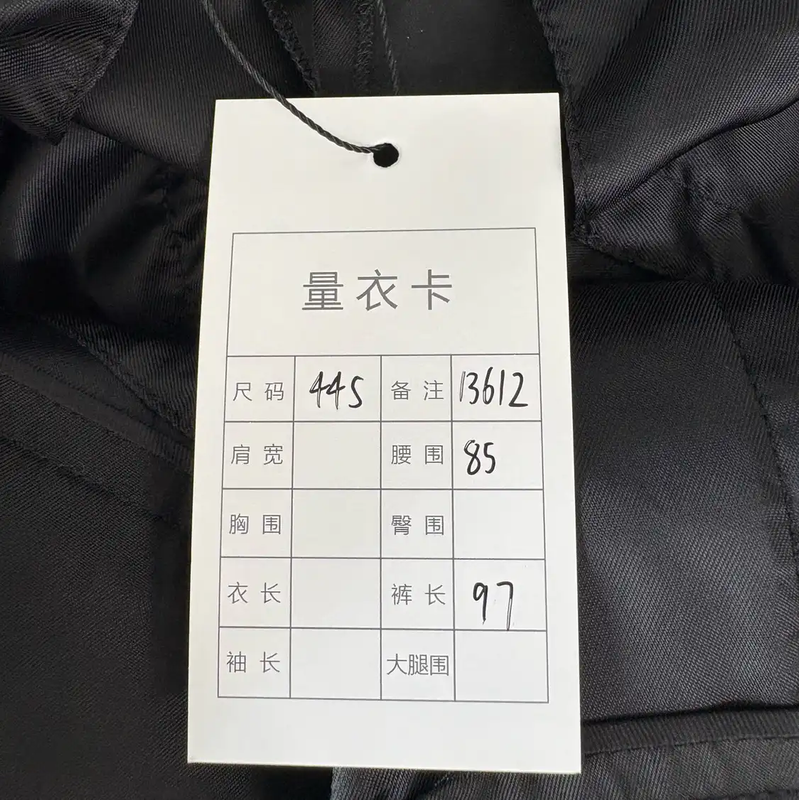 量衣卡
尺码 445 备注 13612
肩宽 腰围 85
胸围 臀围
衣长 裤长 97
袖长 大腿围